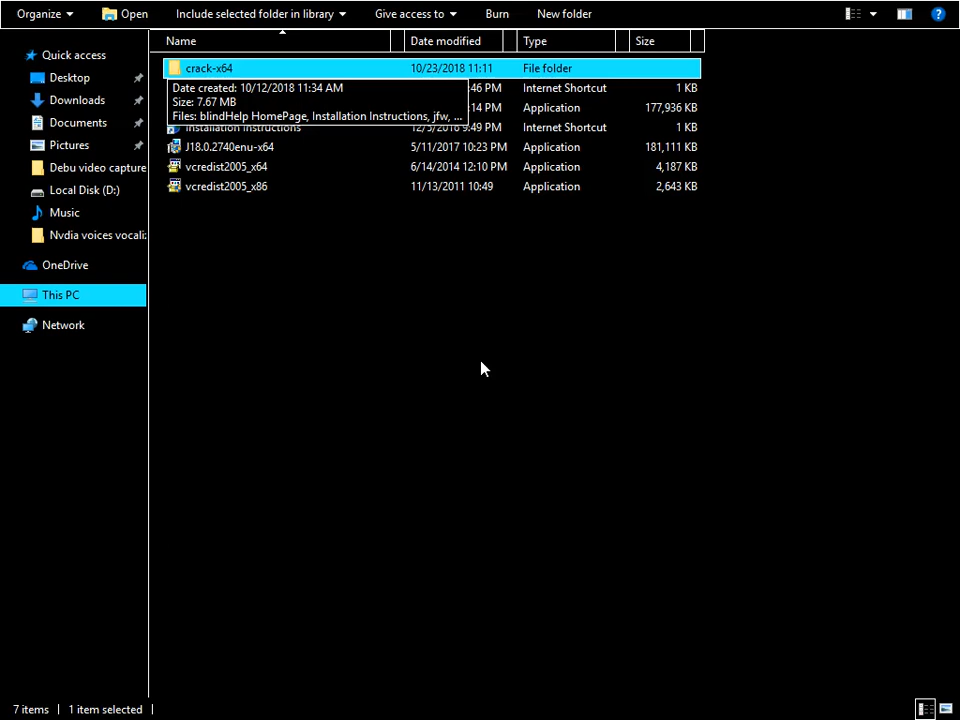 Organize Open Include selected folder in library Give access to Burn New folder
Name Date modified Type Size
Quick access
Desktop
Downloads
Documents
Pictures
Debu video capture
Local Disk (D:)
Music
Nvdia voices vocali
OneDrive
This PC
Network
crack-x64 10/23/2018 11:11 File folder
Date created: 10/12/2018 11:34 AM
Size: 7.67 MB
Files: blindHelp HomePage, Installation Instructions, jfw, ...
:46 PM Internet Shortcut 1 KB
:14 PM Application 177,936 KB
Installation Instructions 9:49 PM Internet Shortcut 1 KB
J18.0.2740enu-x64 5/11/2017 10:23 PM Application 181,111 KB
vcredist2005_x64 6/14/2014 12:10 PM Application 4,187 KB
vcredist2005_x86 11/13/2011 10:49 Application 2,643 KB
7 items 1 item selected